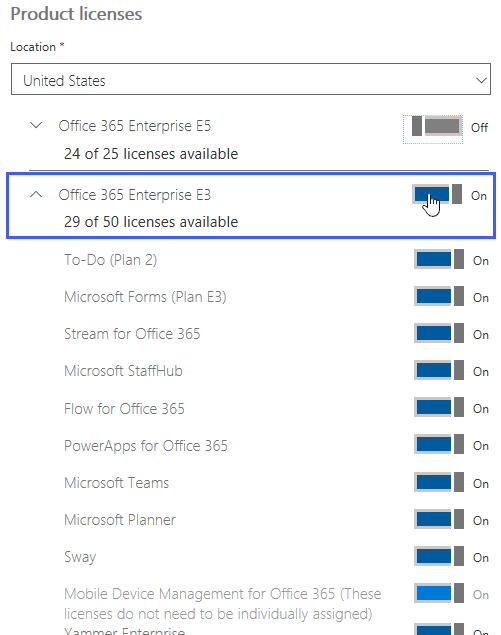 Product licenses
Location *
United States
Office 365 Enterprise E5
Off
24 of 25 licenses available
Office 365 Enterprise E3
On
29 of 50 licenses available
To-Do (Plan 2)
On
Microsoft Forms (Plan E3)
On
Stream for Office 365
On
Microsoft StaffHub
On
Flow for Office 365
On
PowerApps for Office 365
On
Microsoft Teams
On
Microsoft Planner
On
Sway
On
Mobile Device Management for Office 365 (These
On
licenses do not need to be individually assigned)
Yammer Enterprise
On